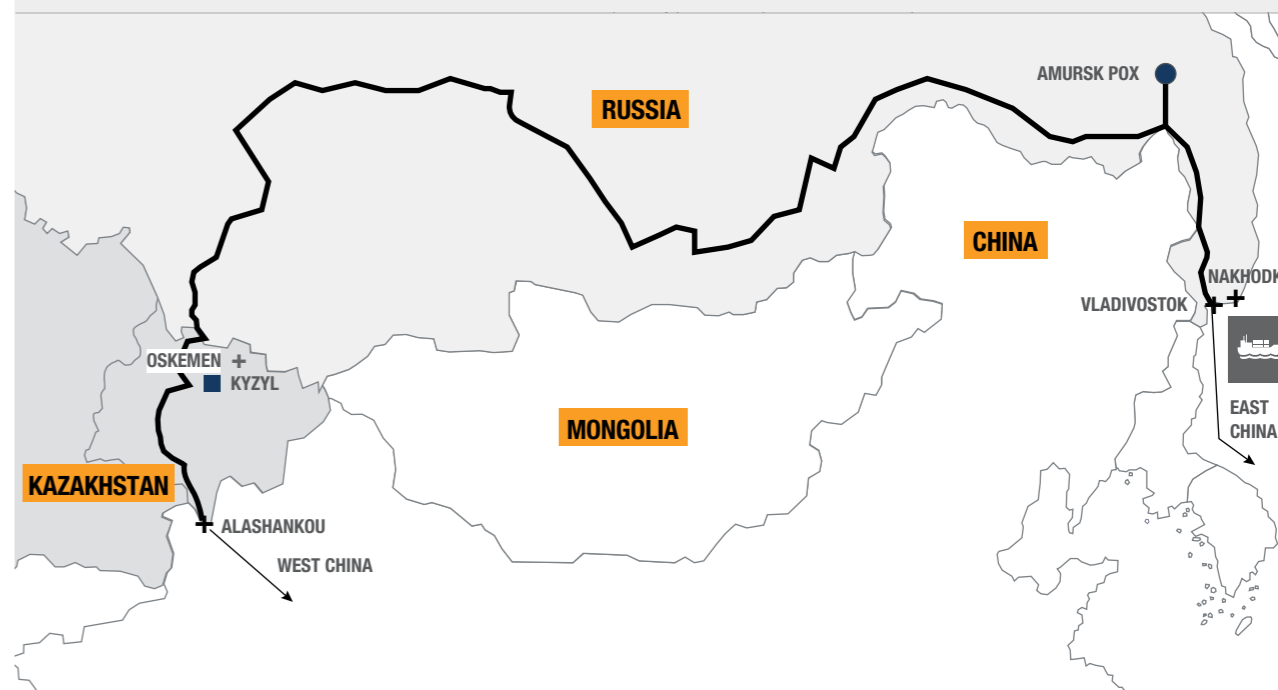 AMURSK POX
RUSSIA
CHINA
NAKHODK
VLADIVOSTOK
OSKEMEN
KYZYL
EAST
CHINA
MONGOLIA
KAZAKHSTAN
ALASHANKOU
WEST CHINA